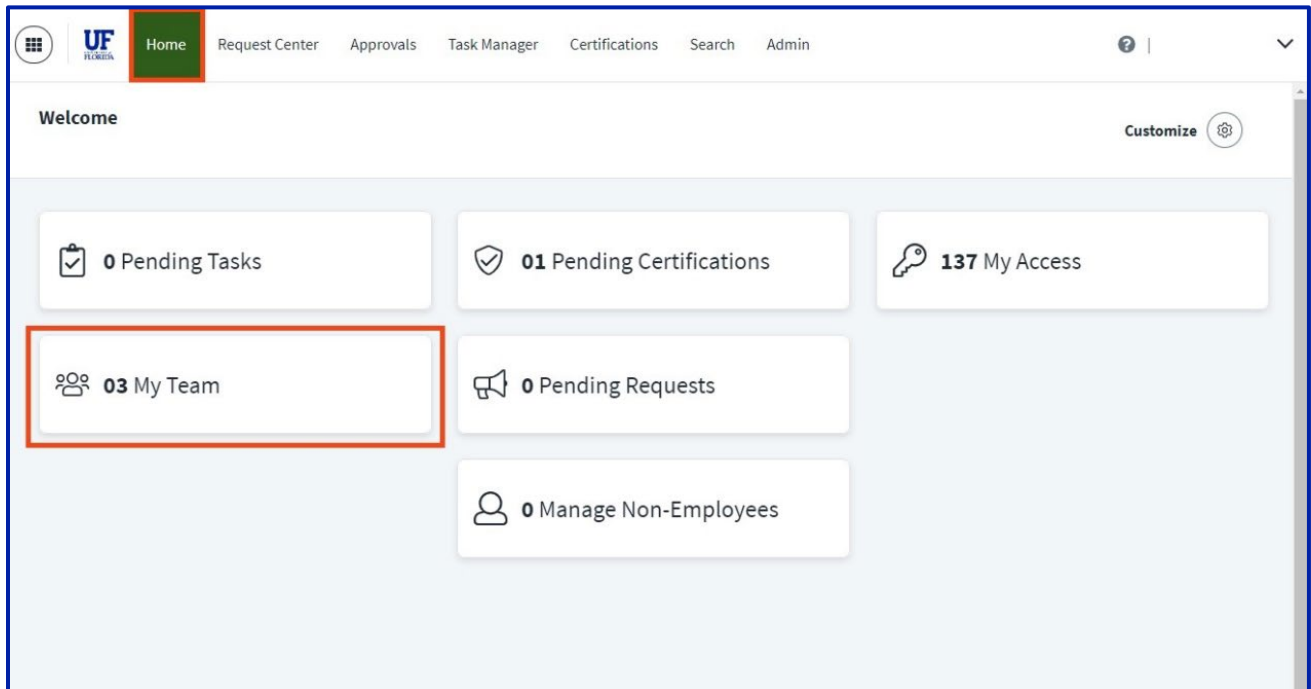 UF
FLORIDA
Home Request Center Approvals Task Manager Certifications Search Admin ? |
Welcome
Customize
0 Pending Tasks
01 Pending Certifications
137 My Access
03 My Team
0 Pending Requests
0 Manage Non-Employees